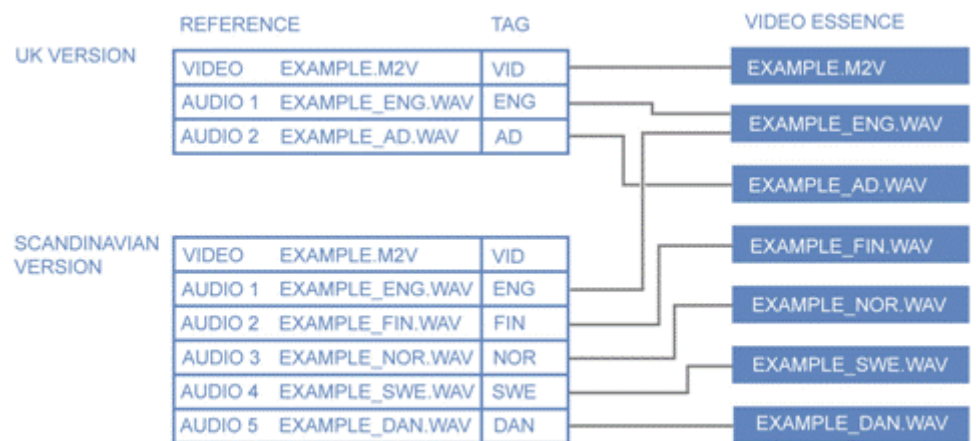 REFERENCE TAG VIDEO ESSENCE
UK VERSION
VIDEO EXAMPLE.M2V VID EXAMPLE.M2V
AUDIO 1 EXAMPLE_ENG.WAV ENG EXAMPLE_ENG.WAV
AUDIO 2 EXAMPLE_AD.WAV AD
EXAMPLE_AD.WAV
SCANDINAVIAN
VERSION
VIDEO EXAMPLE.M2V VID EXAMPLE_FIN.WAV
AUDIO 1 EXAMPLE_ENG.WAV ENG EXAMPLE_NOR.WAV
AUDIO 2 EXAMPLE_FIN.WAV FIN
AUDIO 3 EXAMPLE_NOR.WAV NOR EXAMPLE_SWE.WAV
AUDIO 4 EXAMPLE_SWE.WAV SWE
AUDIO 5 EXAMPLE_DAN.WAV DAN EXAMPLE_DAN.WAV